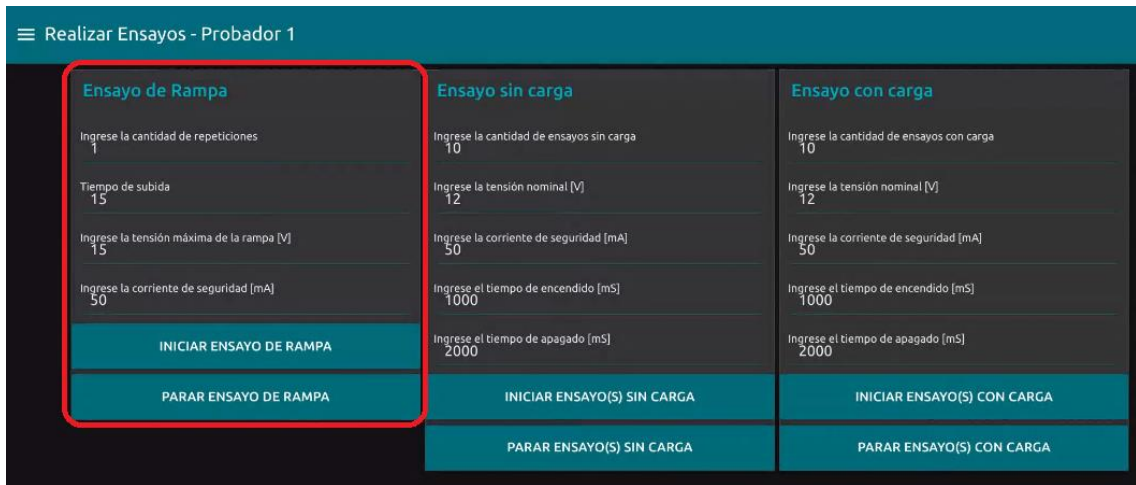 Realizar Ensayos - Probador 1
Ensayo de Rampa
Ingrese la cantidad de repeticiones
1
Tiempo de subida
15
Ingrese la tensión máxima de la rampa [V]
15
Ingrese la corriente de seguridad [mA]
50
INICIAR ENSAYO DE RAMPA
PARAR ENSAYO DE RAMPA
Ensayo sin carga
Ingrese la cantidad de ensayos sin carga
10
Ingrese la tensión nominal [V]
12
Ingrese la corriente de seguridad [mA]
50
Ingrese el tiempo de encendido [mS]
1000
Ingrese el tiempo de apagado [mS]
2000
INICIAR ENSAYO(S) SIN CARGA
PARAR ENSAYO(S) SIN CARGA
Ensayo con carga
Ingrese la cantidad de ensayos con carga
10
Ingrese la tensión nominal [V]
12
Ingrese la corriente de seguridad [mA]
50
Ingrese el tiempo de encendido [mS]
1000
Ingrese el tiempo de apagado [mS]
2000
INICIAR ENSAYO(S) CON CARGA
PARAR ENSAYO(S) CON CARGA